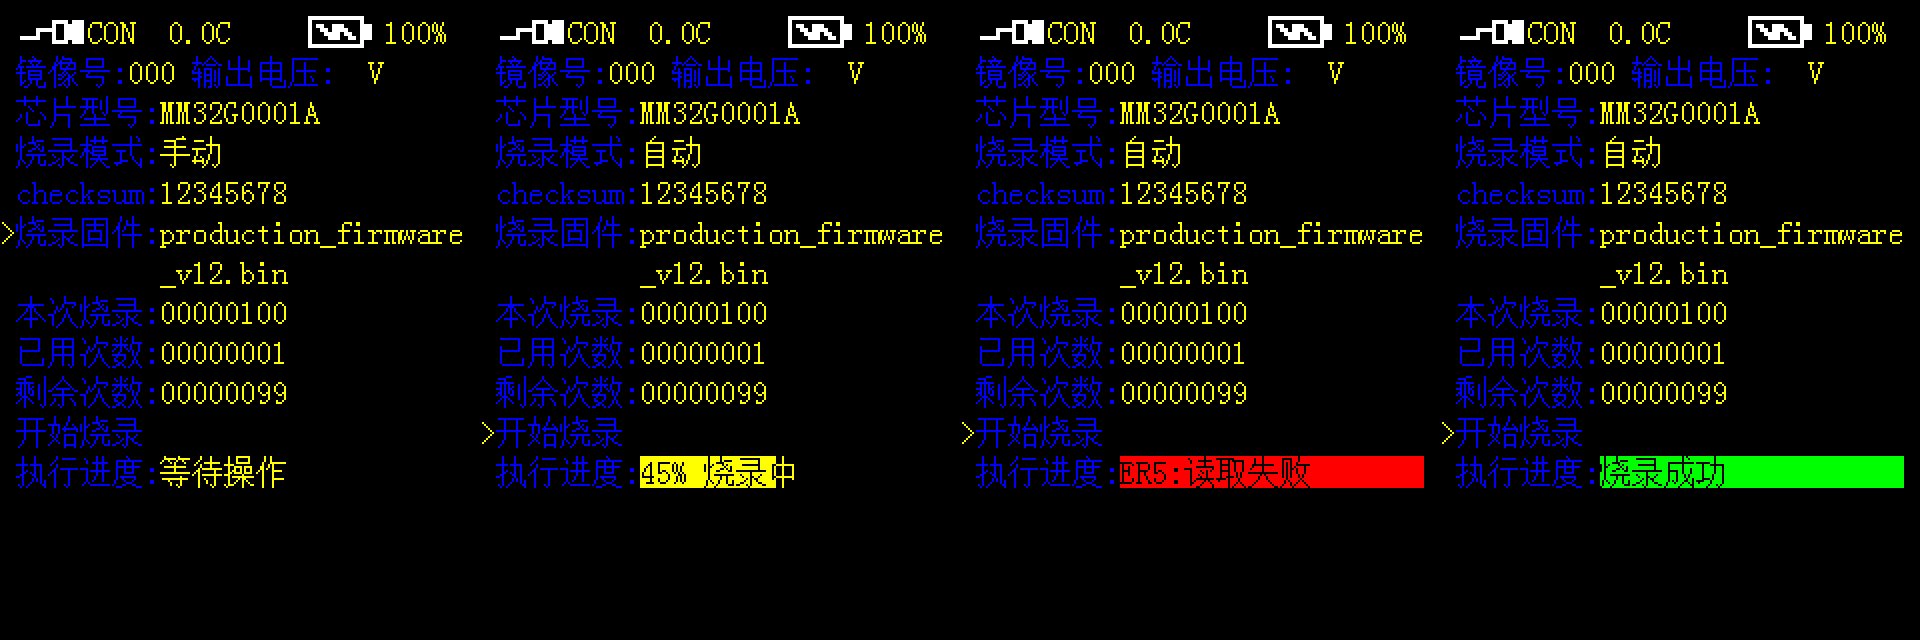 CON 0.0C 100%
镜像号:000 输出电压: V
芯片型号:MM32G0001A
烧录模式:手动
checksum:12345678
>烧录固件:production_firmware
_v12.bin
本次烧录:00000100
已用次数:00000001
剩余次数:00000099
开始烧录
执行进度:等待操作
CON 0.0C 100%
镜像号:000 输出电压: V
芯片型号:MM32G0001A
烧录模式:自动
checksum:12345678
烧录固件:production_firmware
_v12.bin
本次烧录:00000100
已用次数:00000001
剩余次数:00000099
>开始烧录
执行进度:45% 烧录中
CON 0.0C 100%
镜像号:000 输出电压: V
芯片型号:MM32G0001A
烧录模式:自动
checksum:12345678
烧录固件:production_firmware
_v12.bin
本次烧录:00000100
已用次数:00000001
剩余次数:00000099
>开始烧录
执行进度:ER5:读取失败
CON 0.0C 100%
镜像号:000 输出电压: V
芯片型号:MM32G0001A
烧录模式:自动
checksum:12345678
烧录固件:production_firmware
_v12.bin
本次烧录:00000100
已用次数:00000001
剩余次数:00000099
>开始烧录
执行进度:烧录成功